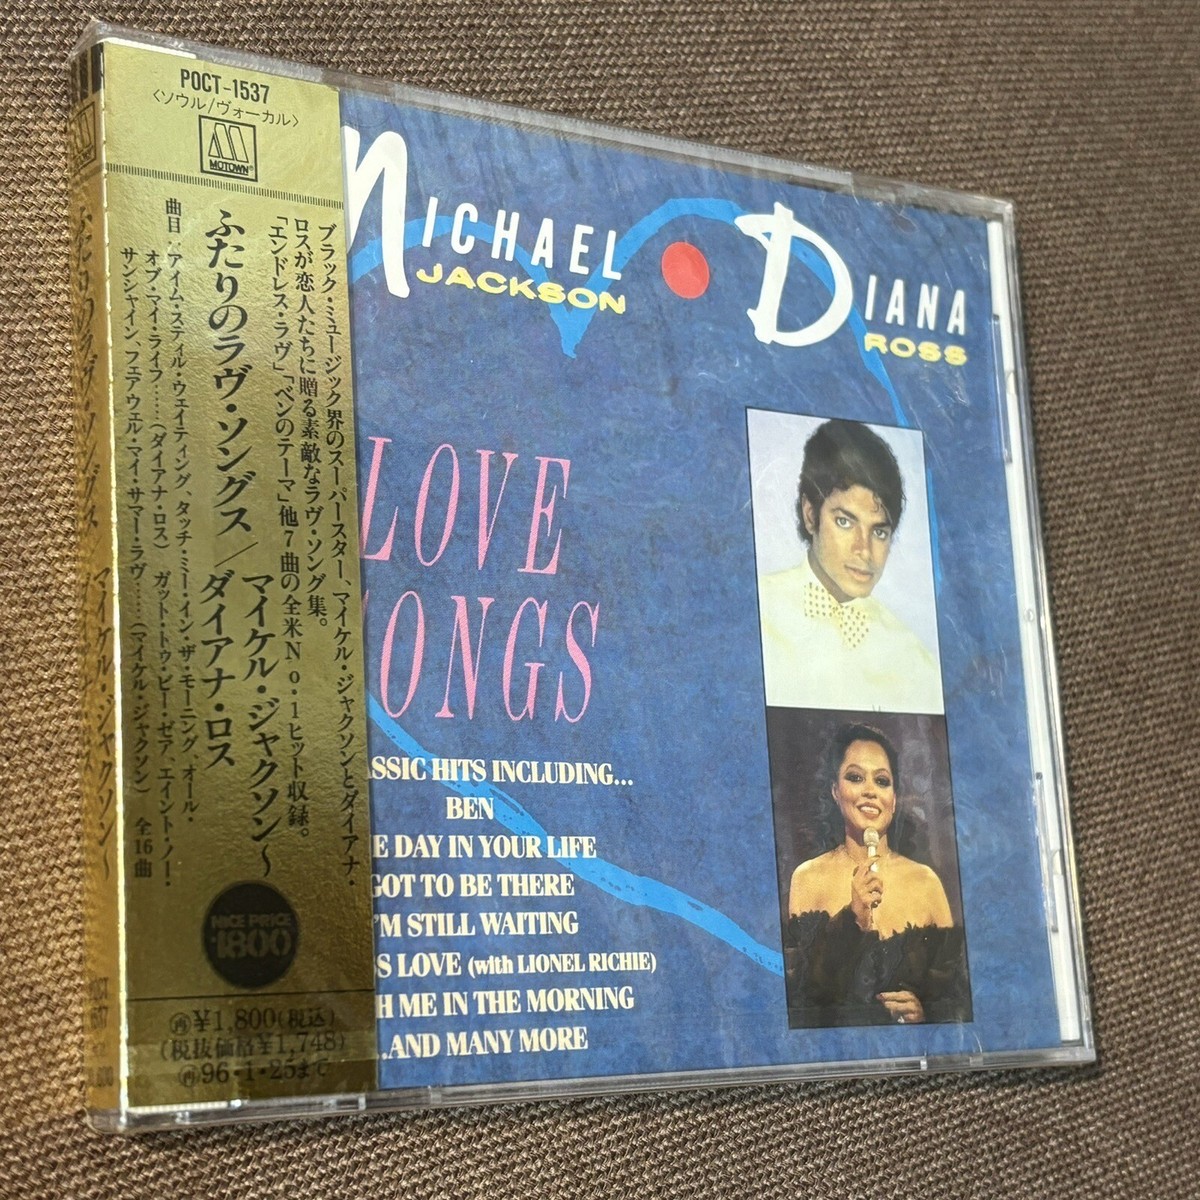 POCT-1537
〈ソウル/ヴォーカル〉
MOTOWN
ブラック・ミュージック界のスーパースター、マイケル・ジャクソンとダイアナ・
ロスが恋人たちに贈る素敵なラヴ・ソング集。
「エンドレス・ラヴ」「ベンのテーマ」他7曲の全米No.1ヒット収録。
ふたりのラヴ・ソングス/マイケル・ジャクソン〜
ダイアナ・ロス
曲目:アイム・スティル・ウェイティング、タッチ・ミー・イン・ザ・モーニング、オール・
オブ・マイ・ライフ……(ダイアナ・ロス) ガット・トゥ・ビー・ゼア、エイント・ノー・
サンシャイン、フェアウェル・マイ・サマー・ラヴ……(マイケル・ジャクソン) 全16曲
NICE PRICE
¥1800
再¥1,800(税込)
(税抜価格¥1,748)
再96・1・25まで
MICHAEL
JACKSON
DIANA
ROSS
LOVE
ONGS
ASSIC HITS INCLUDING...
BEN
E DAY IN YOUR LIFE
GOT TO BE THERE
'M STILL WAITING
SS LOVE (with LIONEL RICHIE)
H ME IN THE MORNING
..AND MANY MORE